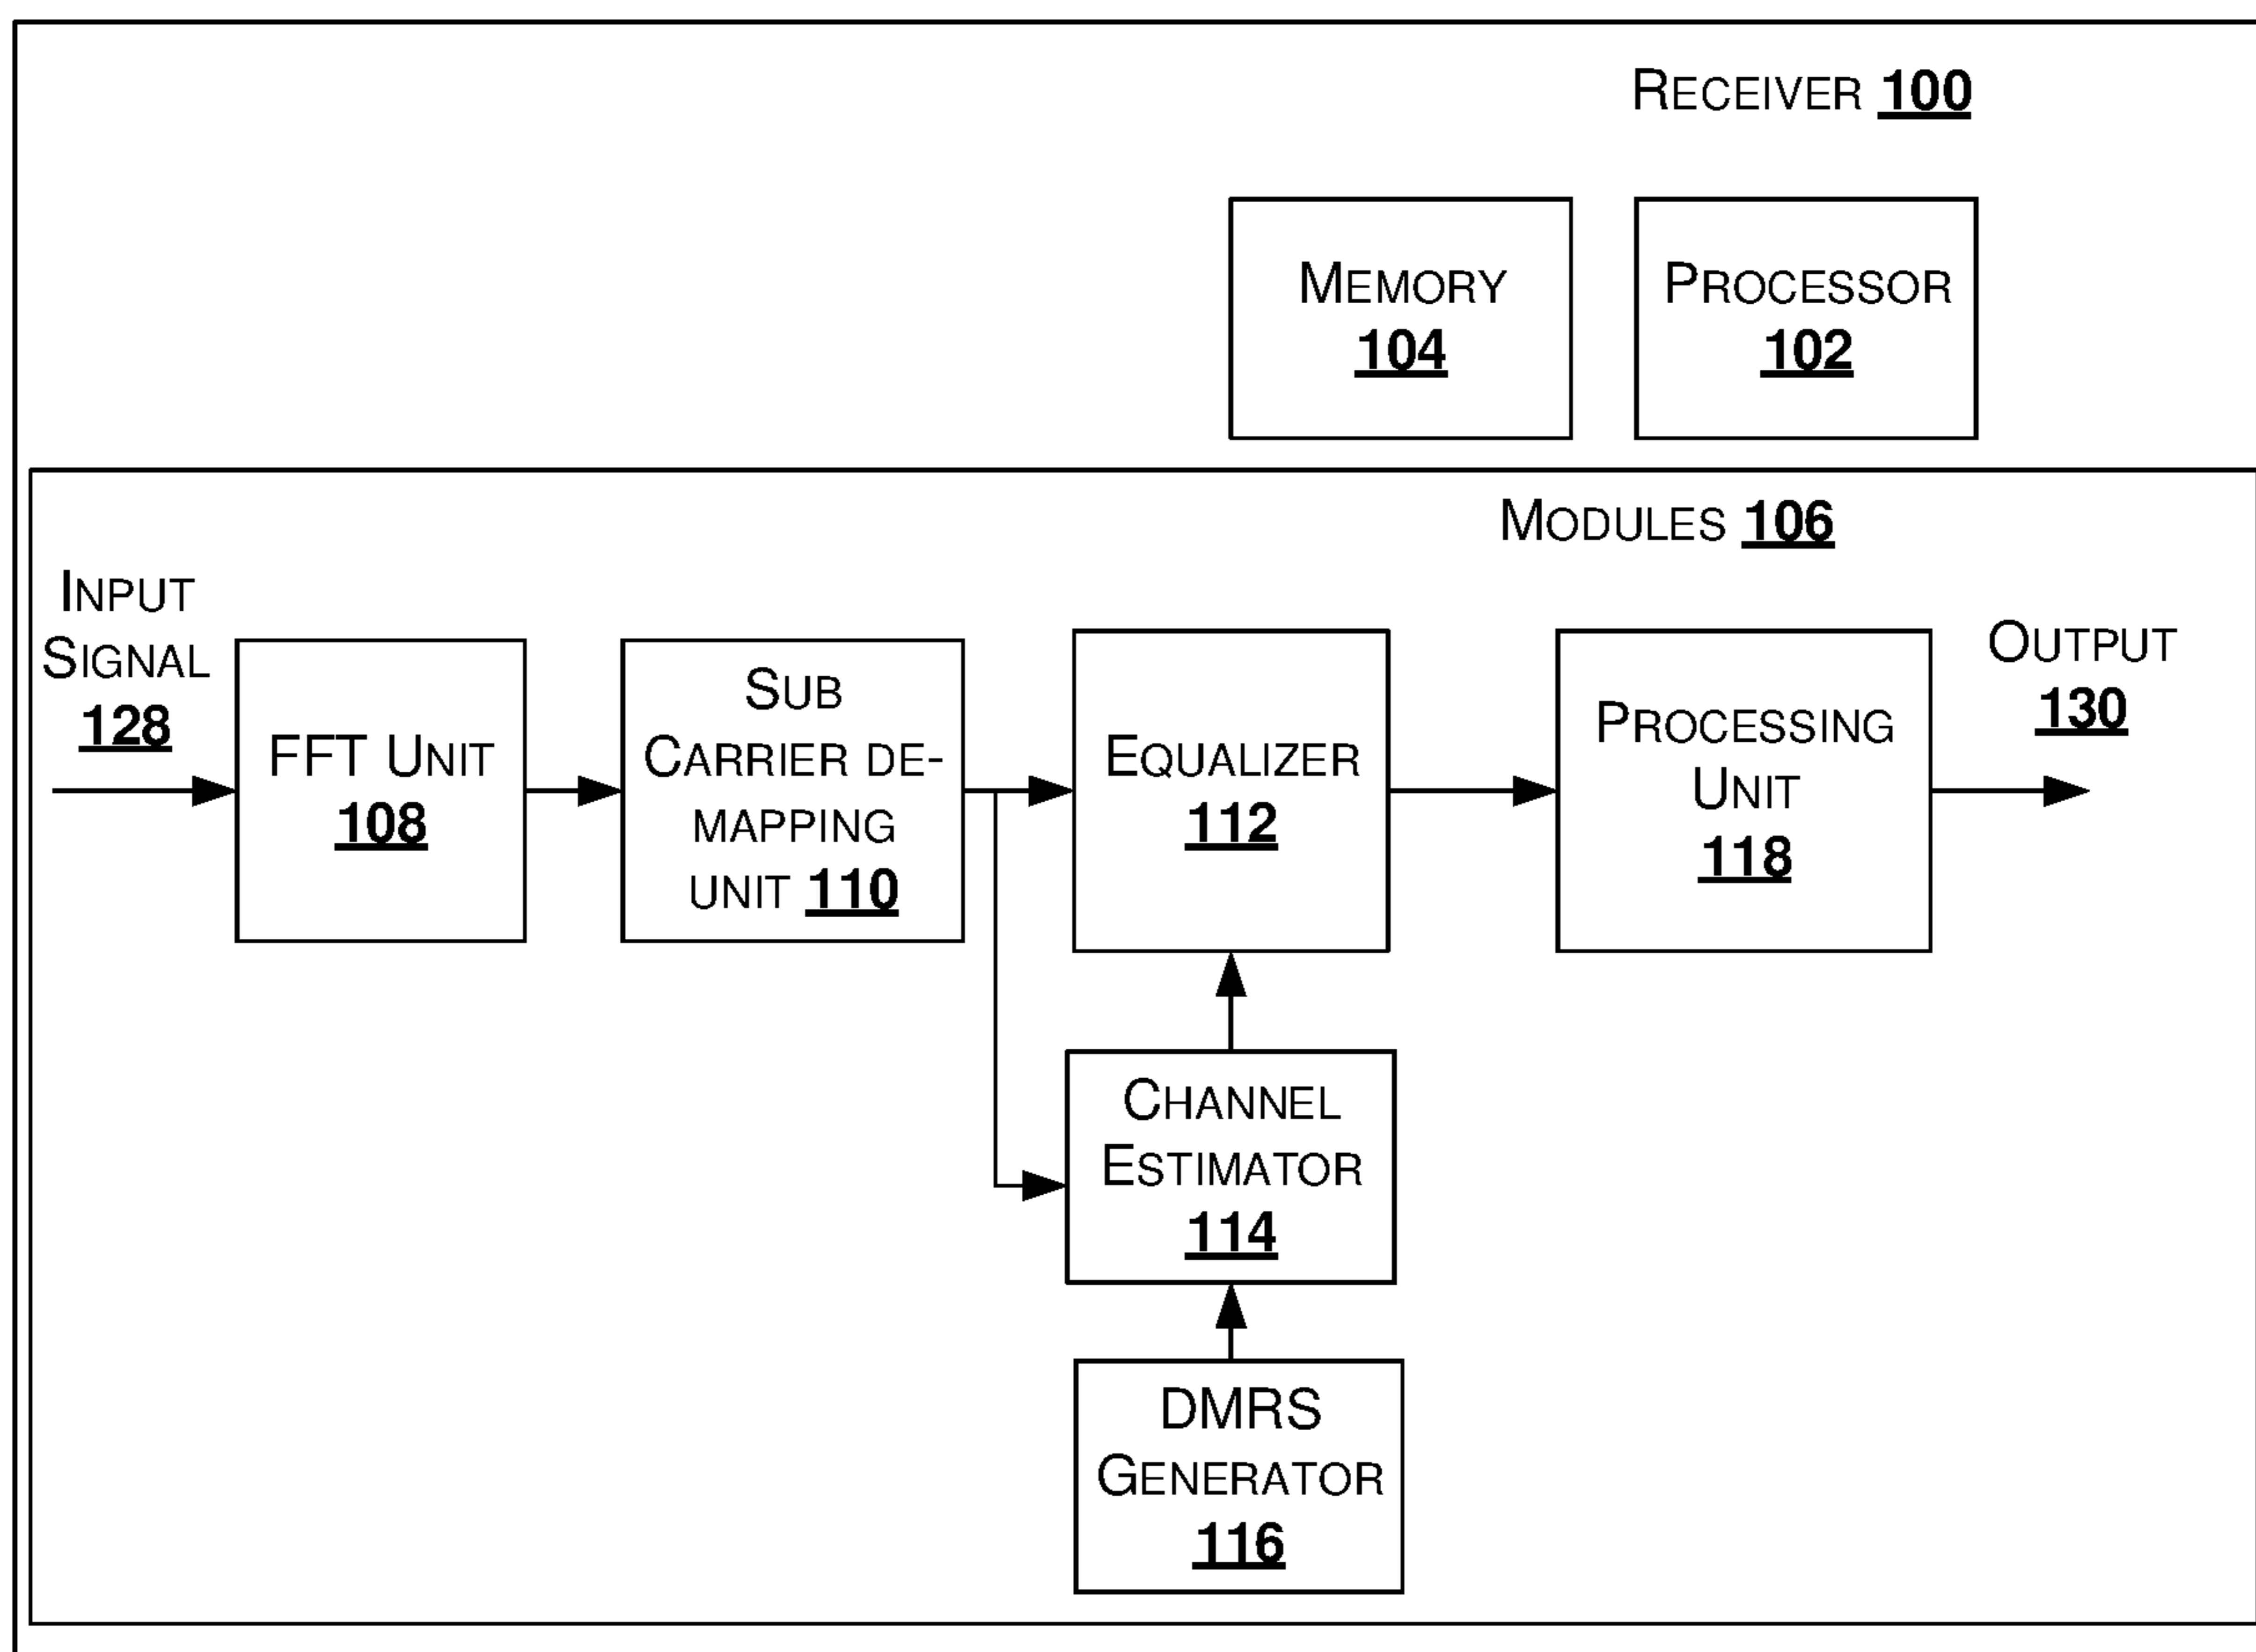 RECEIVER 100
MEMORY
104
PROCESSOR
102
MODULES 106
INPUT
SIGNAL
128
FFT UNIT
108
SUB
CARRIER DE-
MAPPING
UNIT 110
EQUALIZER
112
PROCESSING
UNIT
118
OUTPUT
130
CHANNEL
ESTIMATOR
114
DMRS
GENERATOR
116